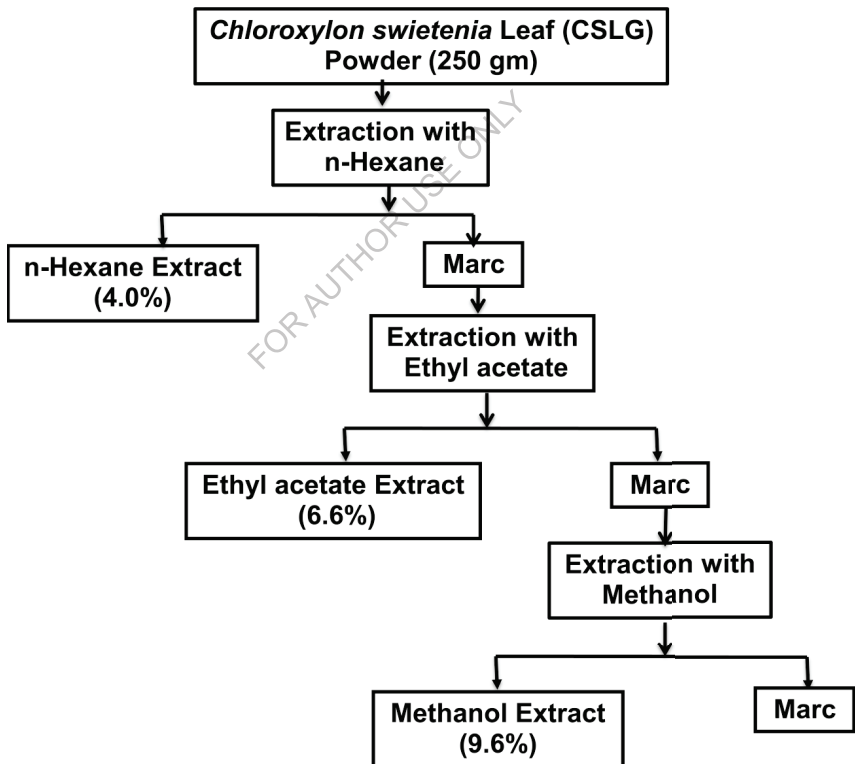 Chloroxylon swietenia Leaf (CSLG)
Powder (250 gm)
Extraction with
n-Hexane
n-Hexane Extract
(4.0%)
Marc
Extraction with
Ethyl acetate
Ethyl acetate Extract
(6.6%)
Marc
Extraction with
Methanol
Methanol Extract
(9.6%)
Marc
FOR AUTHOR USE ONLY